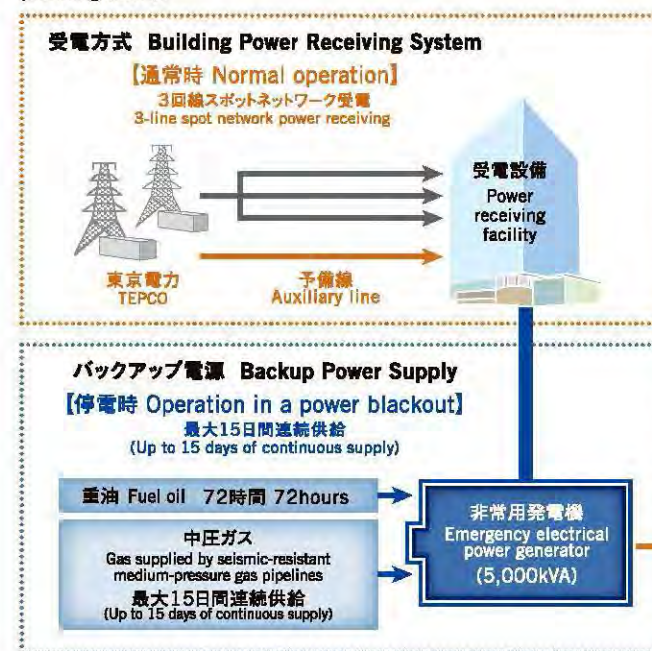 受電方式 Building Power Receiving System
【通常時 Normal operation】
3回線スポットネットワーク受電
3-line spot network power receiving
受電設備
Power
receiving
facility
東京電力
TEPCO
予備線
Auxiliary line
バックアップ電源 Backup Power Supply
【停電時 Operation in a power blackout】
最大15日間連続供給
(Up to 15 days of continuous supply)
重油 Fuel oil 72時間 72hours
中圧ガス
Gas supplied by seismic-resistant
medium-pressure gas pipelines
最大15日間連続供給
(Up to 15 days of continuous supply)
非常用発電機
Emergency electrical
power generator
(5,000kVA)